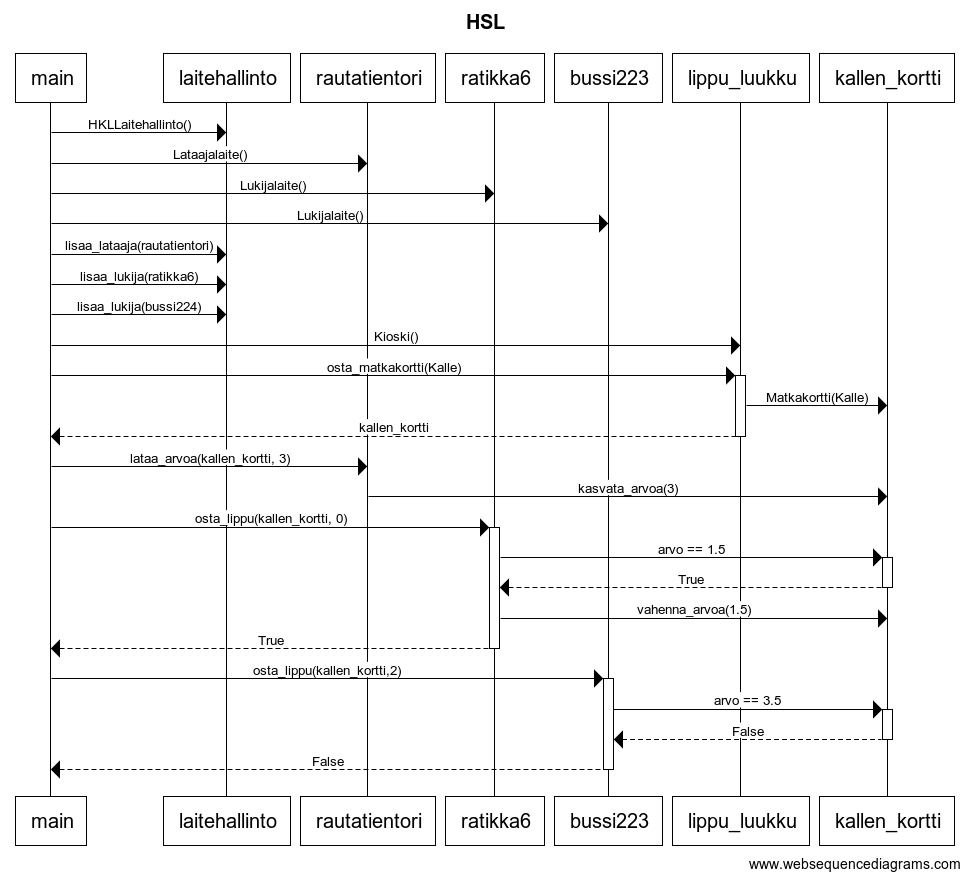 HSL
main laitehallinto rautatientori ratikka6 bussi223 lippu_luukku kallen_kortti
HKLLaitehallinto()
Lataajalaite()
Lukijalaite()
Lukijalaite()
lisaa_lataaja(rautatientori)
lisaa_lukija(ratikka6)
lisaa_lukija(bussi224)
Kioski()
osta_matkakortti(Kalle)
Matkakortti(Kalle)
kallen_kortti
lataa_arvoa(kallen_kortti, 3)
kasvata_arvoa(3)
osta_lippu(kallen_kortti, 0)
arvo == 1.5
True
vahenna_arvoa(1.5)
True
osta_lippu(kallen_kortti,2)
arvo == 3.5
False
False
main laitehallinto rautatientori ratikka6 bussi223 lippu_luukku kallen_kortti
www.websequencediagrams.com